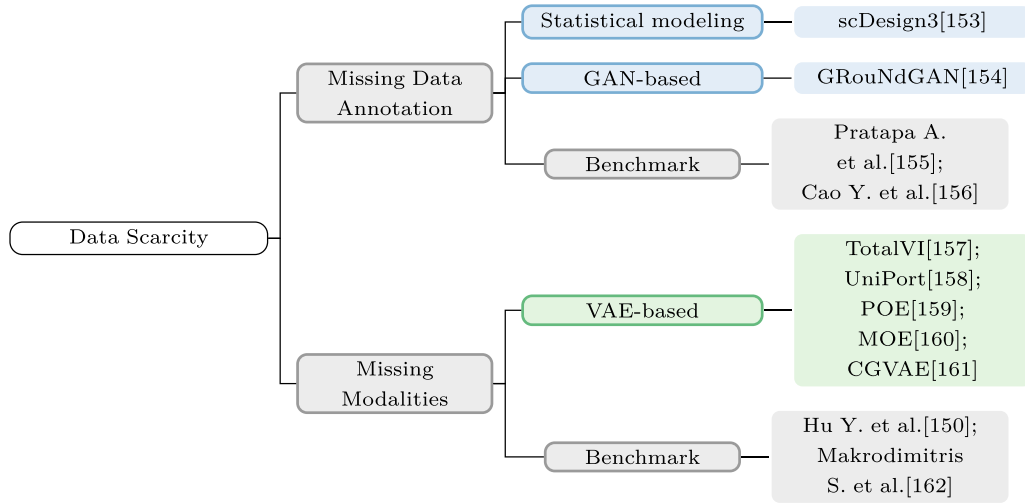 Data Scarcity
Missing Data
Annotation
Statistical modeling
scDesign3[153]
GAN-based
GRouNdGAN[154]
Benchmark
Pratapa A.
et al.[155];
Cao Y. et al.[156]
Missing
Modalities
VAE-based
TotalVI[157];
UniPort[158];
POE[159];
MOE[160];
CGVAE[161]
Benchmark
Hu Y. et al.[150];
Makrodimitris
S. et al.[162]